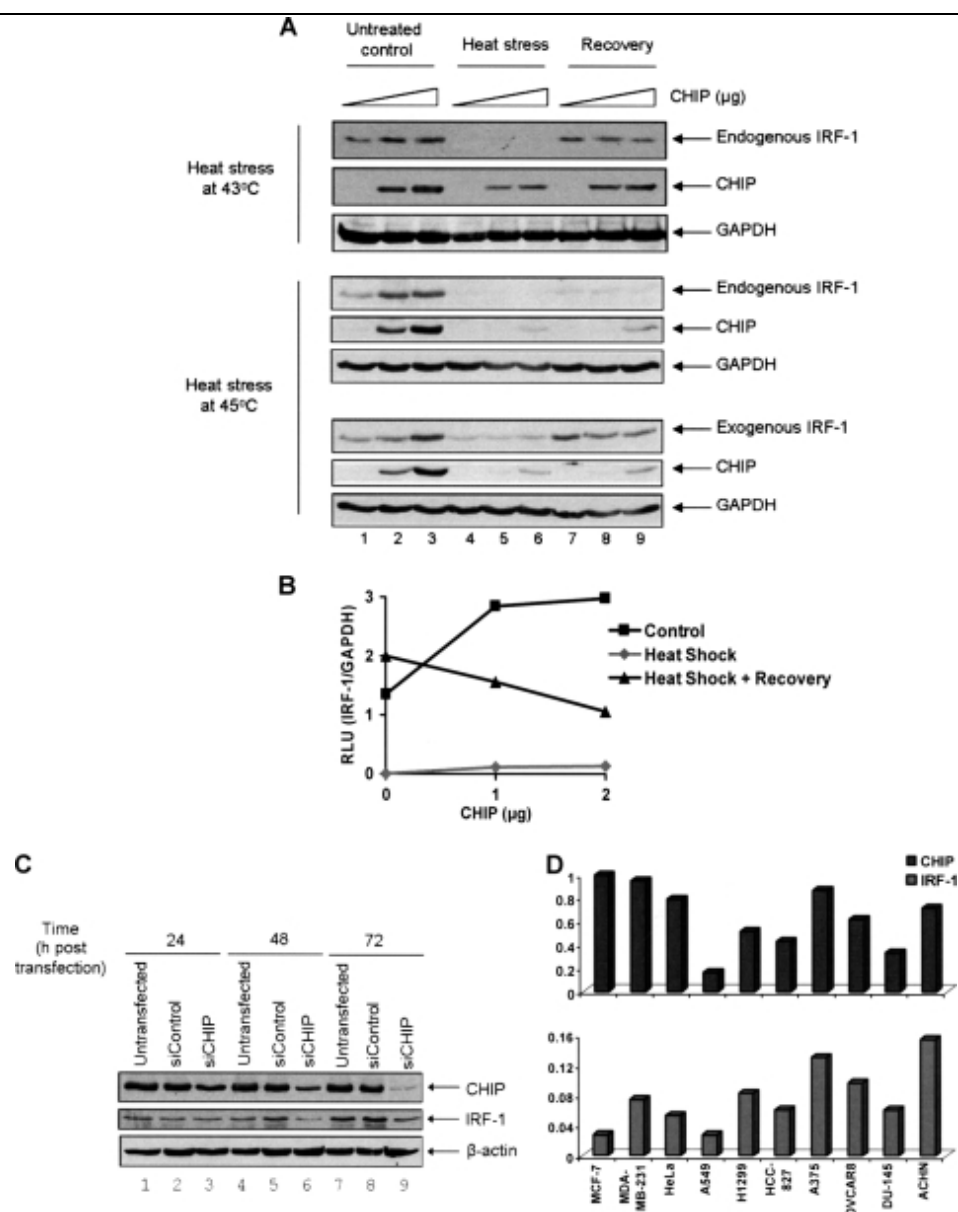 A
Untreated control
Heat stress
Recovery
CHIP (µg)
Heat stress at 43ºC
Endogenous IRF-1
CHIP
GAPDH
Heat stress at 45ºC
Endogenous IRF-1
CHIP
GAPDH
Exogenous IRF-1
CHIP
GAPDH
1 2 3 4 5 6 7 8 9
B
RLU (IRF-1/GAPDH)
3
2
1
0
0 1 2
CHIP (µg)
Control
Heat Shock
Heat Shock + Recovery
C
Time (h post transfection)
24 48 72
Untransfected siControl siCHIP Untransfected siControl siCHIP Untransfected siControl siCHIP
CHIP
IRF-1
β-actin
1 2 3 4 5 6 7 8 9
D
CHIP
IRF-1
1
0.8
0.6
0.4
0.2
0
0.16
0.12
0.08
0.04
MCF-7
MDA-MB-231
HeLa
A549
H1299
HCC-827
A375
OVCAR8
DU-145
ACHN